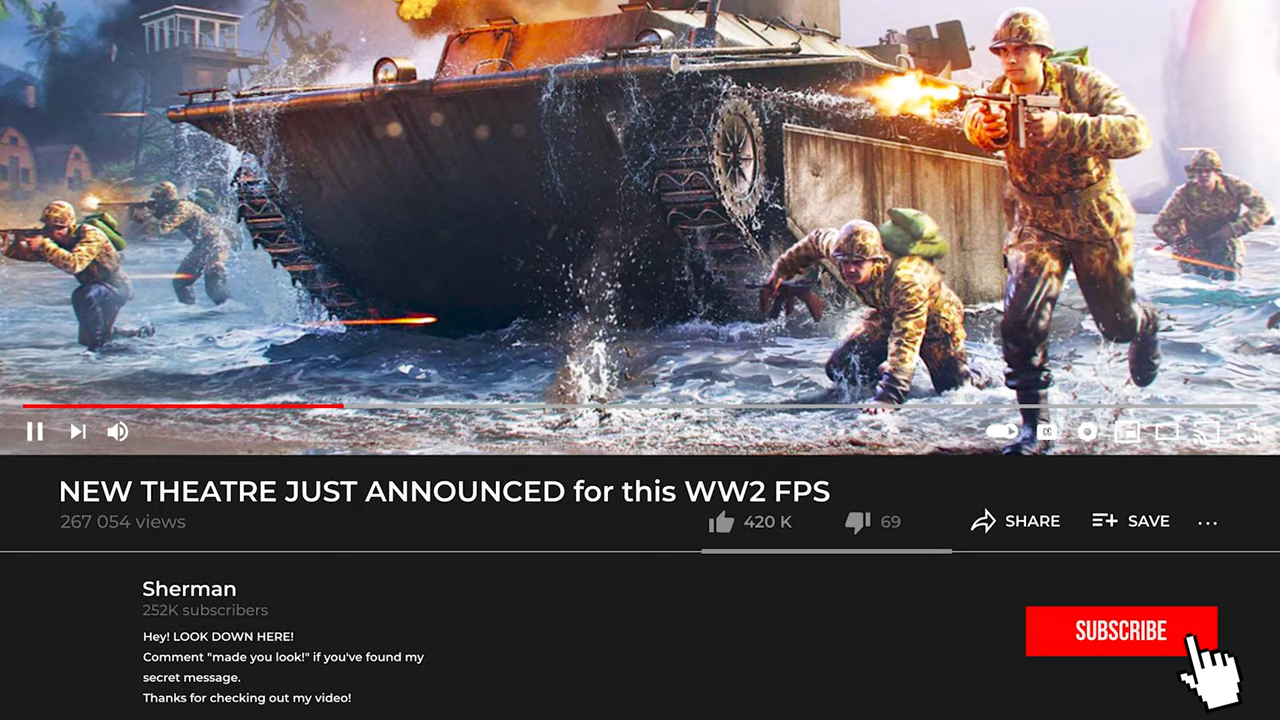 NEW THEATRE JUST ANNOUNCED for this WW2 FPS
267 054 views
420 K
69
SHARE
SAVE
Sherman
252K subscribers
Hey! LOOK DOWN HERE!
Comment "made you look!" if you've found my
secret message.
Thanks for checking out my video!
SUBSCRIBE